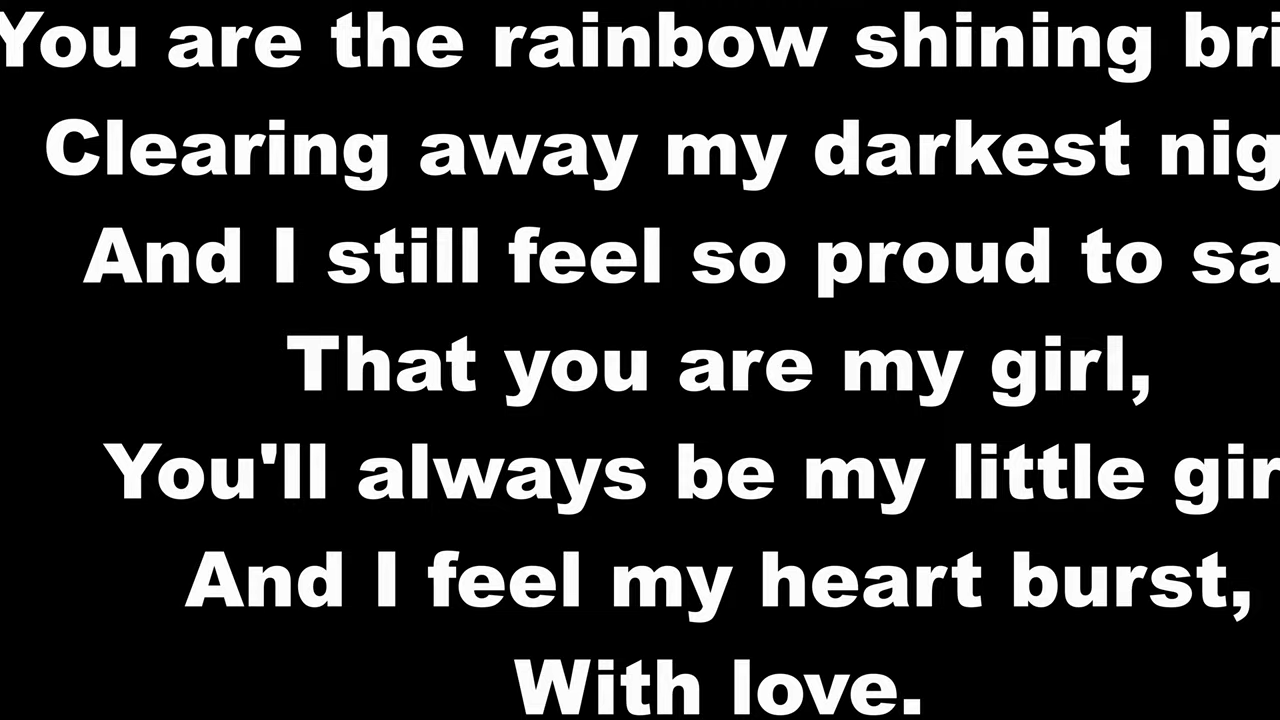 You are the rainbow shining bri
Clearing away my darkest nig
And I still feel so proud to sa
That you are my girl,
You'll always be my little gir
And I feel my heart burst,
With love.